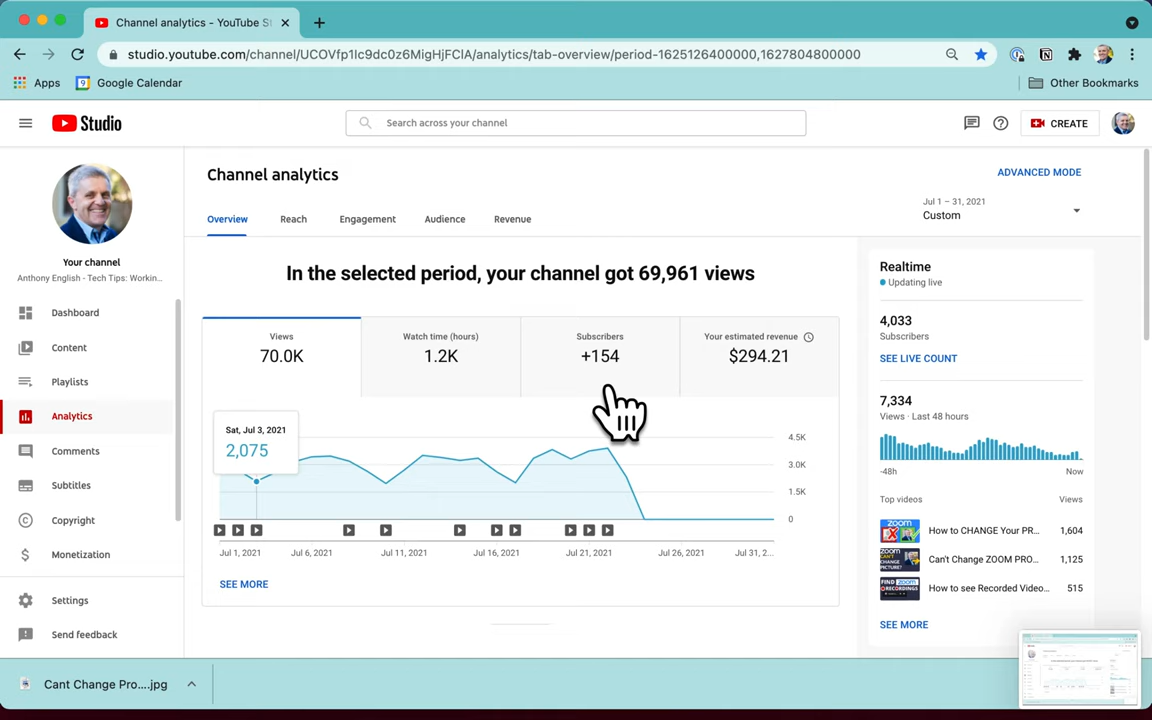 Channel analytics - YouTube St
studio.youtube.com/channel/UCOVfp1Ic9dc0z6MigHjFCIA/analytics/tab-overview/period-1625126400000,1627804800000
Apps
Google Calendar
Other Bookmarks
Studio
Search across your channel
CREATE
Your channel
Anthony English - Tech Tips: Workin...
Dashboard
Content
Playlists
Analytics
Comments
Subtitles
Copyright
Monetization
Settings
Send feedback
Channel analytics
ADVANCED MODE
Overview
Reach
Engagement
Audience
Revenue
Jul 1 – 31, 2021
Custom
In the selected period, your channel got 69,961 views
Views
70.0K
Watch time (hours)
1.2K
Subscribers
+154
Your estimated revenue
$294.21
Sat, Jul 3, 2021
2,075
4.5K
3.0K
1.5K
0
Jul 1, 2021
Jul 6, 2021
Jul 11, 2021
Jul 16, 2021
Jul 21, 2021
Jul 26, 2021
Jul 31, 2...
SEE MORE
Realtime
Updating live
4,033
Subscribers
SEE LIVE COUNT
7,334
Views · Last 48 hours
-48h
Now
Top videos
Views
How to CHANGE Your PR...
1,604
Can't Change ZOOM PRO...
1,125
How to see Recorded Video...
515
SEE MORE
Cant Change Pro....jpg